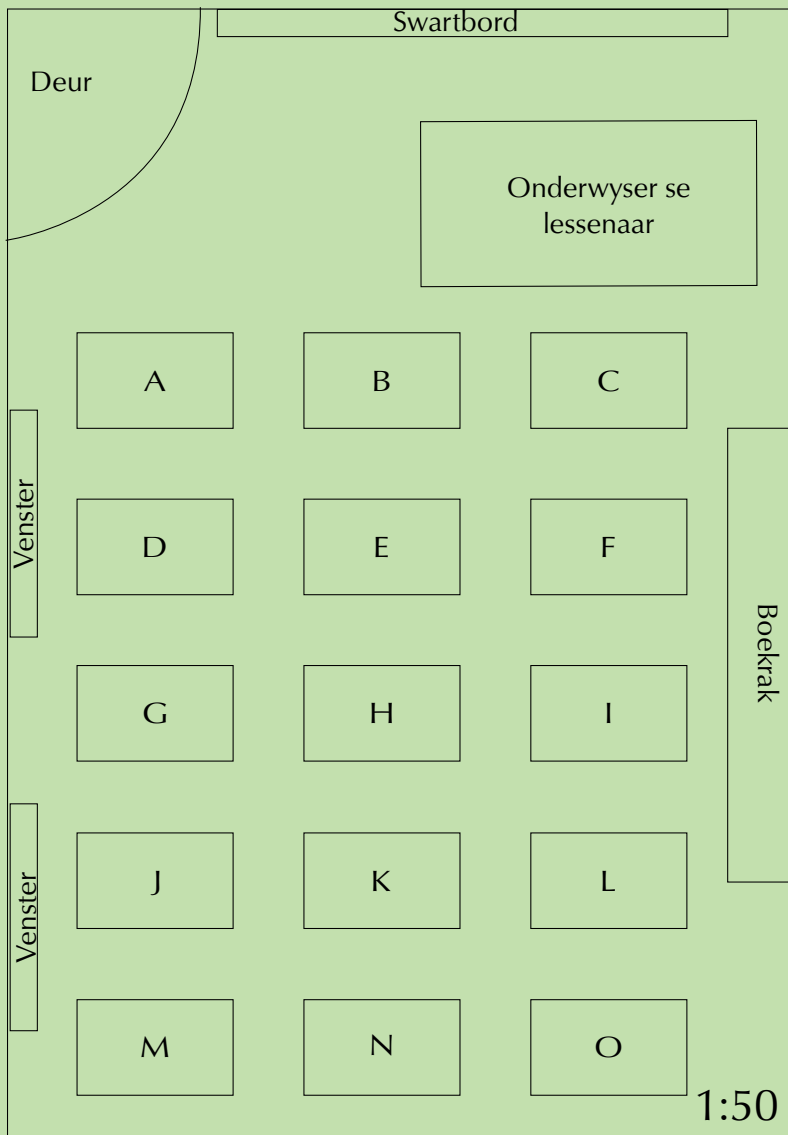 Swartbord
Deur
Onderwyser se
lessenaar
A
B
C
Venster
D
E
F
Boekrak
G
H
I
Venster
J
K
L
M
N
O
1:50